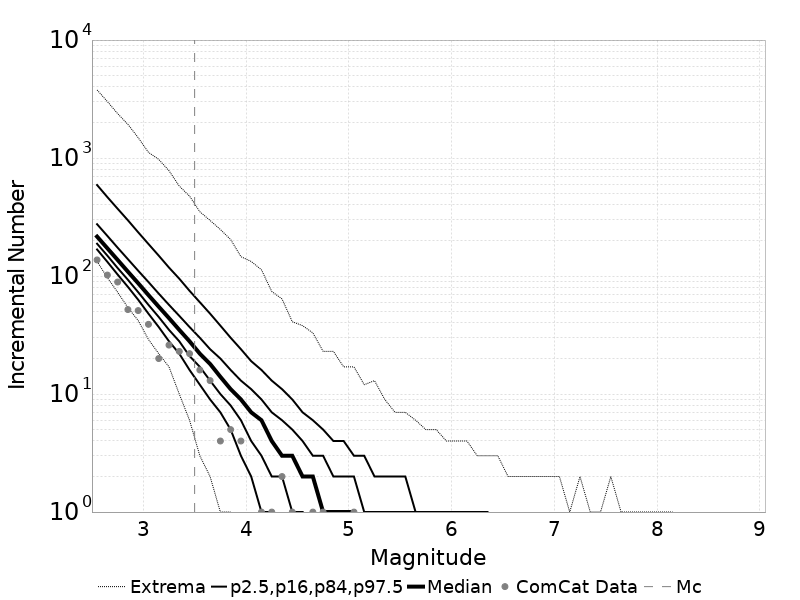 10^4
10^3
10^2
10^1
10^0
Incremental Number
3 4 5 6 7 8 9
Magnitude
Extrema p2.5,p16,p84,p97.5 Median ComCat Data Mc